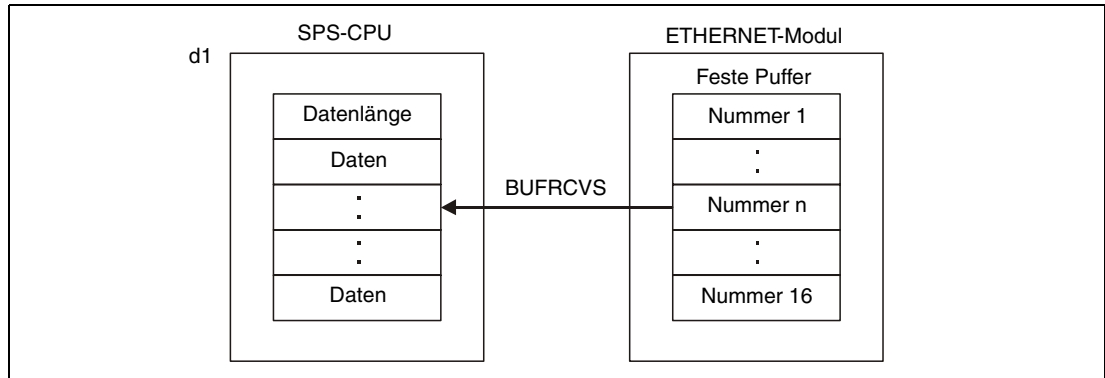 SPS-CPU
d1
Datenlänge
Daten
:
:
Daten
BUFRCVS
ETHERNET-Modul
Feste Puffer
Nummer 1
:
Nummer n
:
Nummer 16